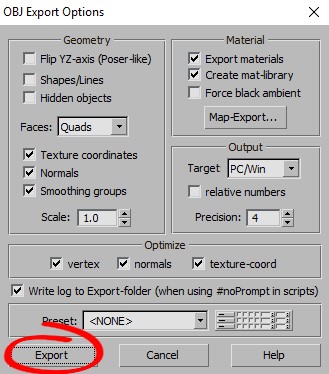 OBJ Export Options
Geometry
Flip YZ-axis (Poser-like)
Shapes/Lines
Hidden objects
Faces: Quads
Texture coordinates
Normals
Smoothing groups
Scale: 1.0
Material
Export materials
Create mat-library
Force black ambient
Map-Export...
Output
Target PC/Win
relative numbers
Precision: 4
Optimize
vertex normals texture-coord
Write log to Export-folder (when using #noPrompt in scripts)
Preset: <NONE>
Export Cancel Help